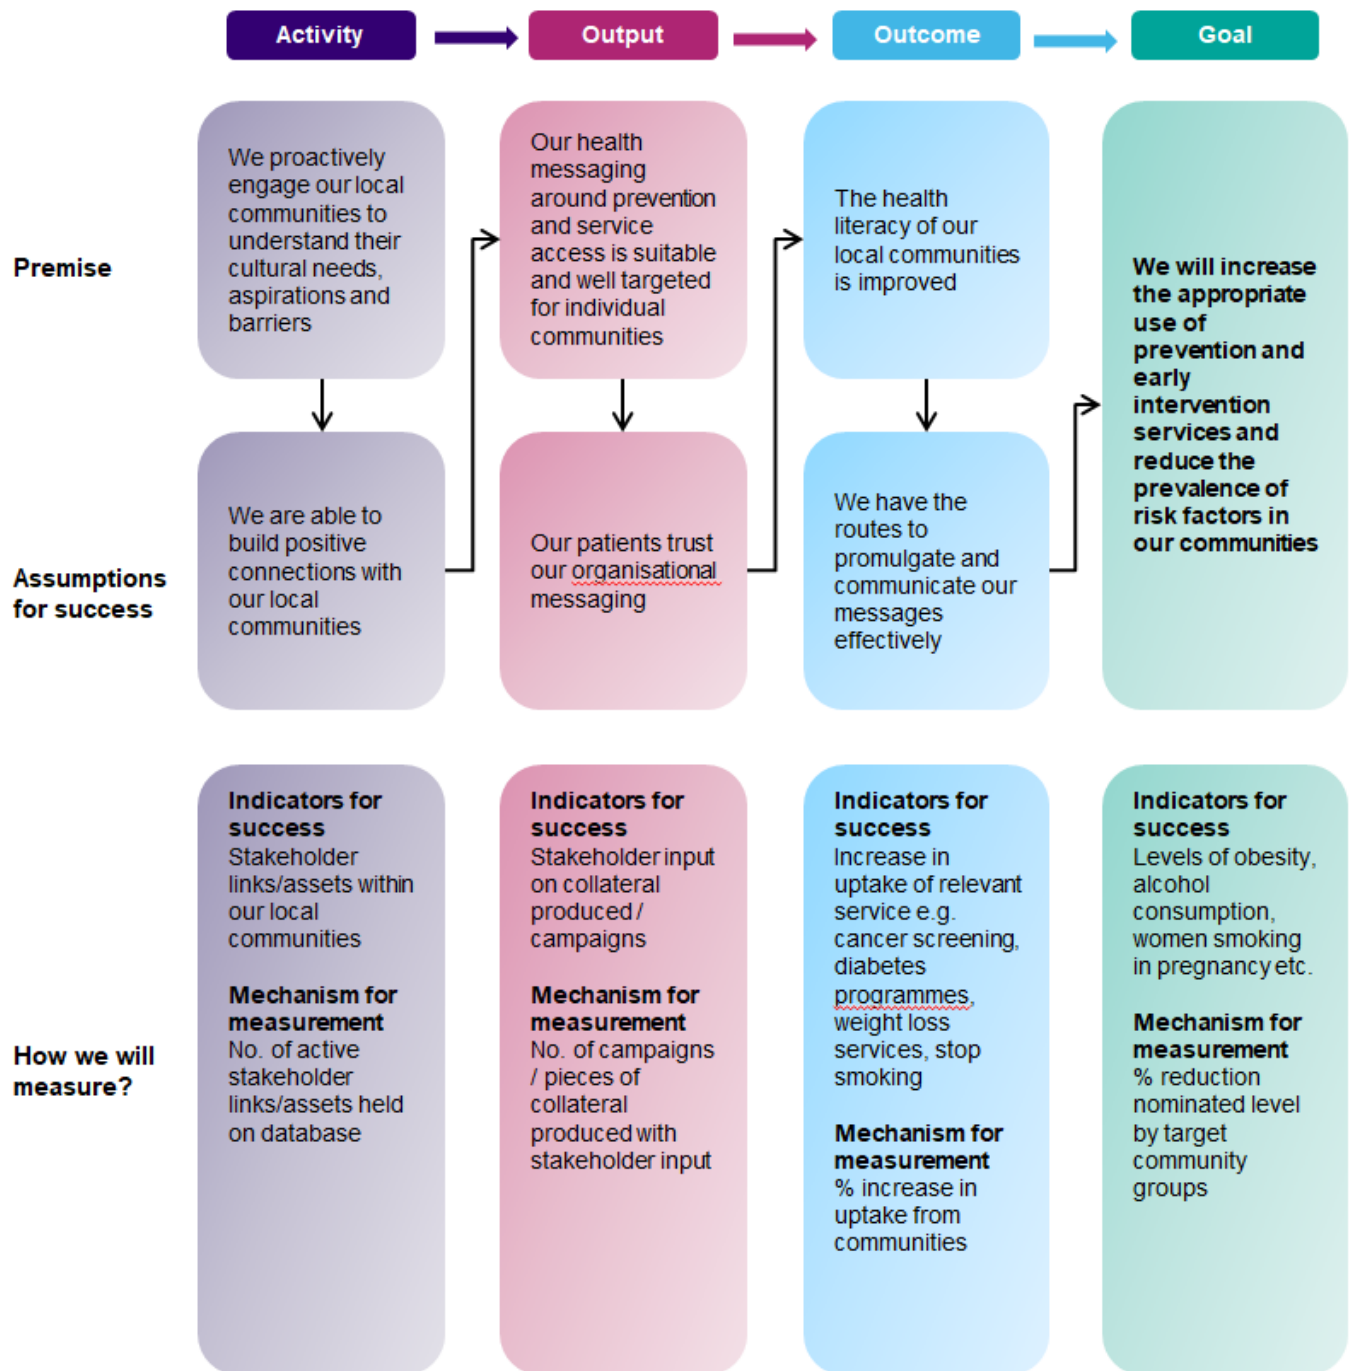 Activity
Output
Outcome
Goal
Premise
We proactively
engage our local
communities to
understand their
cultural needs,
aspirations and
barriers
Our health
messaging
around prevention
and service
access is suitable
and well targeted
for individual
communities
The health
literacy of our
local communities
is improved
We will increase
the appropriate
use of
prevention and
early
intervention
services and
reduce the
prevalence of
risk factors in
our communities
Assumptions
for success
We are able to
build positive
connections with
our local
communities
Our patients trust
our organisational
messaging
We have the
routes to
promulgate and
communicate our
messages
effectively
How we will
measure?
Indicators for
success
Stakeholder
links/assets within
our local
communities
Mechanism for
measurement
No. of active
stakeholder
links/assets held
on database
Indicators for
success
Stakeholder input
on collateral
produced /
campaigns
Mechanism for
measurement
No. of campaigns
/ pieces of
collateral
produced with
stakeholder input
Indicators for
success
Increase in
uptake of relevant
service e.g.
cancer screening,
diabetes
programmes,
weight loss
services, stop
smoking
Mechanism for
measurement
% increase in
uptake from
communities
Indicators for
success
Levels of obesity,
alcohol
consumption,
women smoking
in pregnancy etc.
Mechanism for
measurement
% reduction
nominated level
by target
community
groups